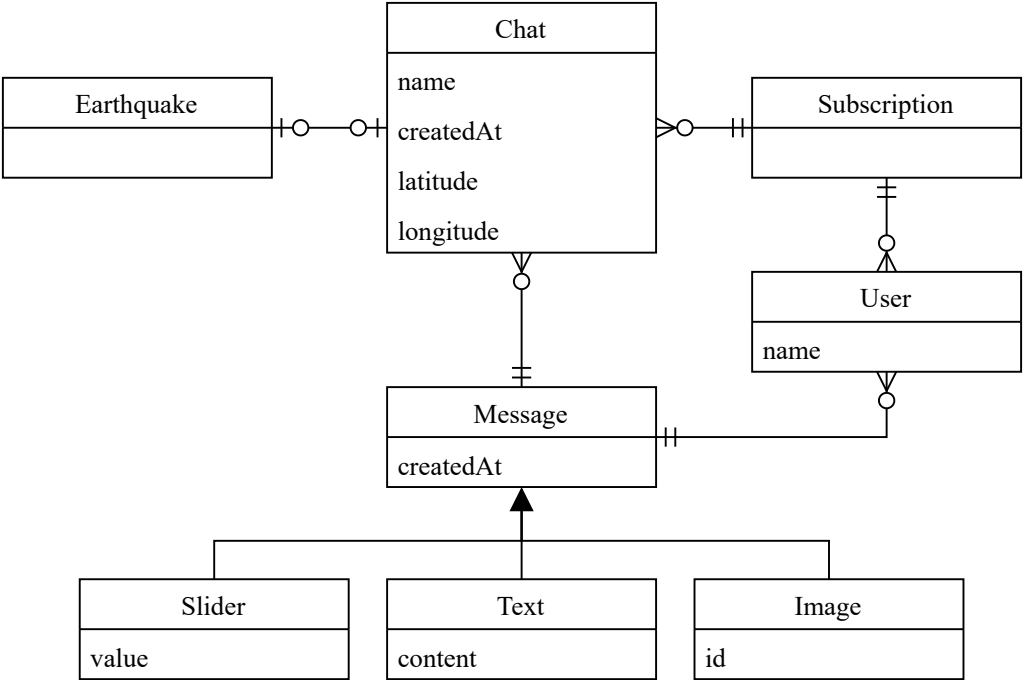 Chat
name
createdAt
latitude
longitude
Earthquake
Subscription
User
name
Message
createdAt
Slider
value
Text
content
Image
id